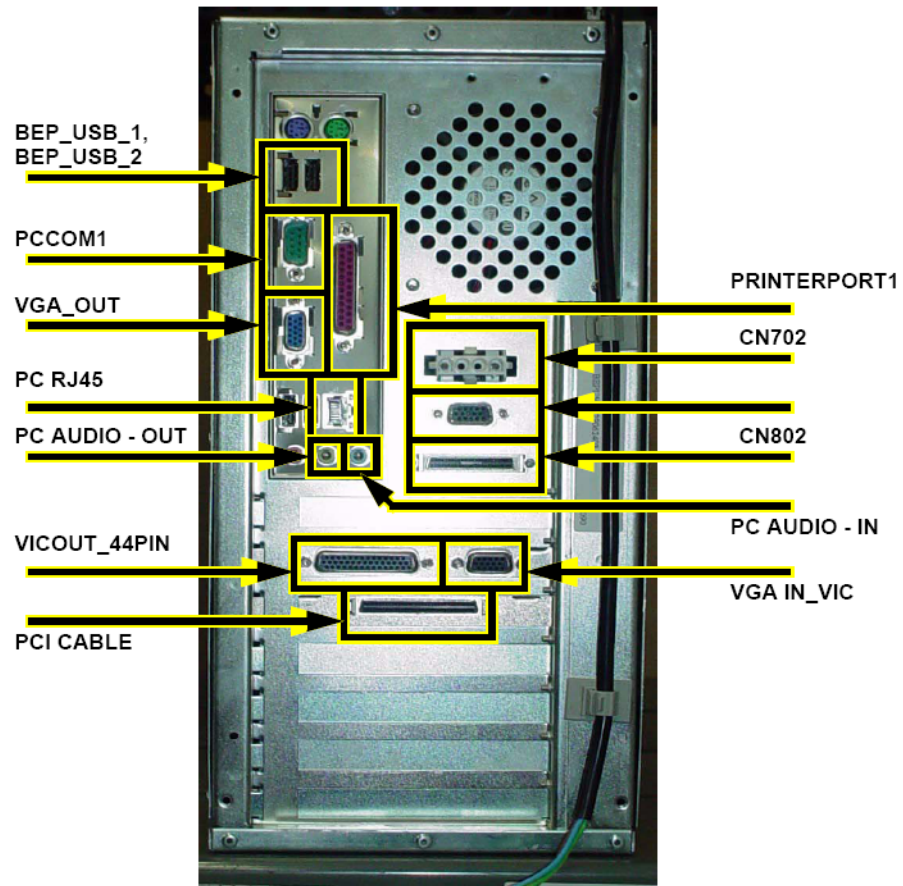 BEP_USB_1,
BEP_USB_2
PCCOM1
VGA_OUT
PC RJ45
PC AUDIO - OUT
VICOUT_44PIN
PCI CABLE
PRINTERPORT1
CN702
CN802
PC AUDIO - IN
VGA IN_VIC